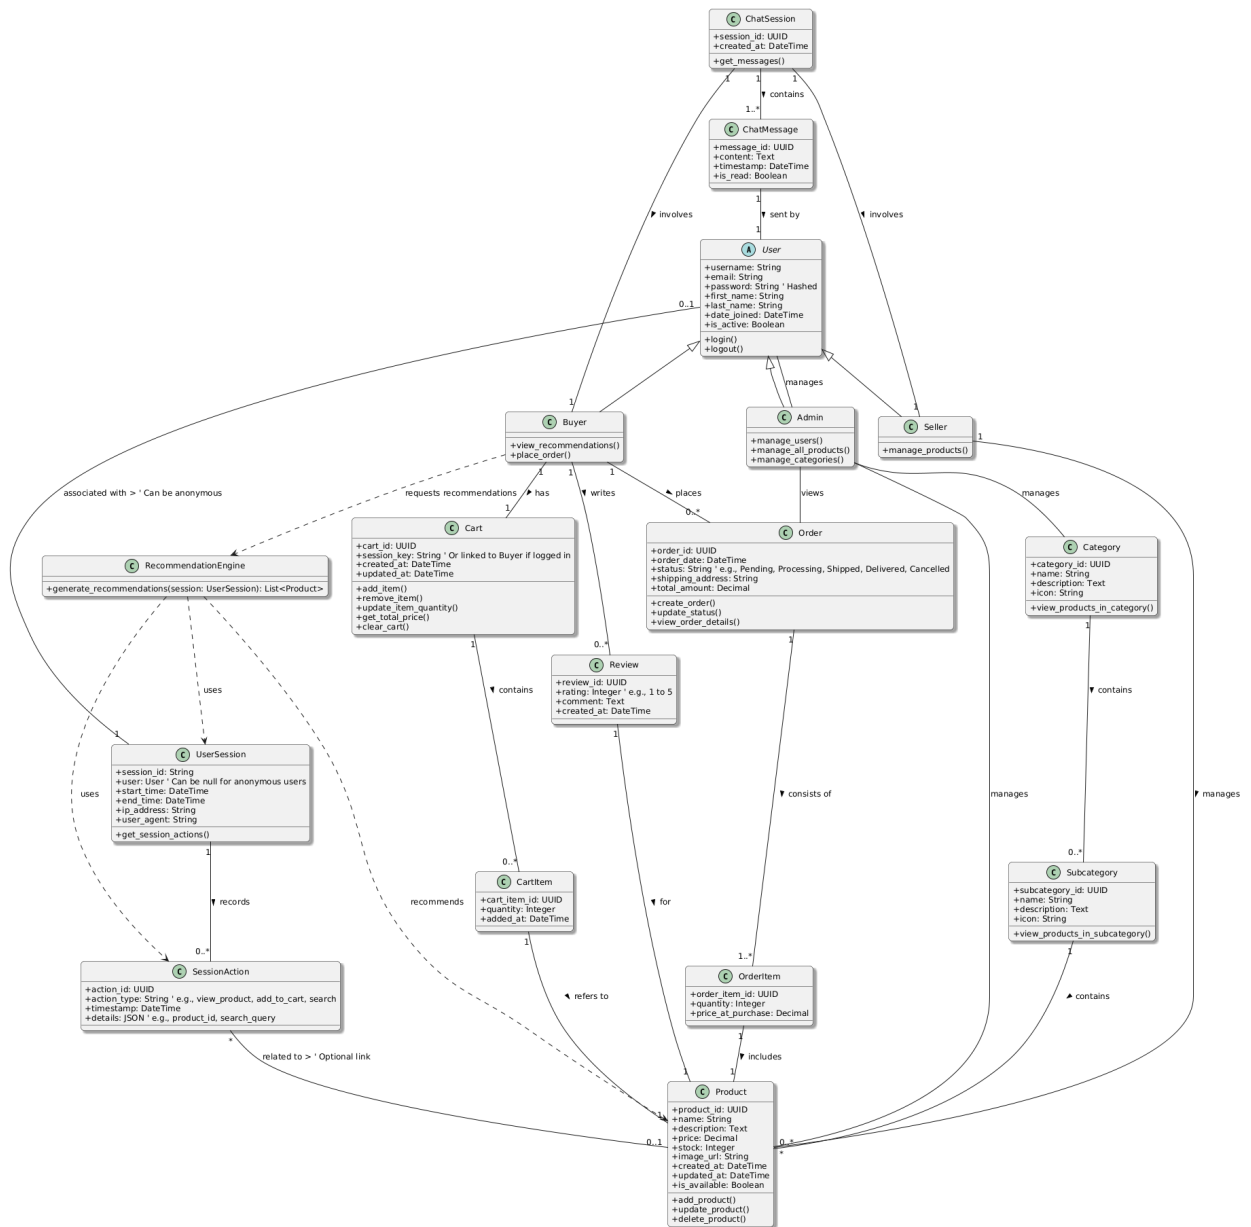 C ChatSession
+session_id: UUID
+created_at: DateTime
+get_messages()
1
1
1
contains
1..*
C ChatMessage
+message_id: UUID
+content: Text
+timestamp: DateTime
+is_read: Boolean
1
involves
sent by
involves
1
A User
+username: String
+email: String
+password: String ' Hashed
+first_name: String
+last_name: String
+date_joined: DateTime
+is_active: Boolean
+login()
+logout()
0..1
manages
1
1
C Buyer
+view_recommendations()
+place_order()
C Admin
+manage_users()
+manage_all_products()
+manage_categories()
C Seller
+manage_products()
1
1
1
1
associated with > ' Can be anonymous
requests recommendations
has
writes
places
views
manages
1
0..*
C RecommendationEngine
+generate_recommendations(session: UserSession): List<Product>
C Cart
+cart_id: UUID
+session_key: String ' Or linked to Buyer if logged in
+created_at: DateTime
+updated_at: DateTime
+add_item()
+remove_item()
+update_item_quantity()
+get_total_price()
+clear_cart()
1
C Order
+order_id: UUID
+order_date: DateTime
+status: String ' e.g., Pending, Processing, Shipped, Delivered, Cancelled
+shipping_address: String
+total_amount: Decimal
+create_order()
+update_status()
+view_order_details()
1
C Category
+category_id: UUID
+name: String
+description: Text
+icon: String
+view_products_in_category()
1
0..*
C Review
+review_id: UUID
+rating: Integer ' e.g., 1 to 5
+comment: Text
+created_at: DateTime
1
uses
contains
contains
1
C UserSession
+session_id: String
+user: User ' Can be null for anonymous users
+start_time: DateTime
+end_time: DateTime
+ip_address: String
+user_agent: String
+get_session_actions()
1
uses
consists of
manages
manages
0..*
0..*
C CartItem
+cart_item_id: UUID
+quantity: Integer
+added_at: DateTime
1
C Subcategory
+subcategory_id: UUID
+name: String
+description: Text
+icon: String
+view_products_in_subcategory()
1
records
recommends
for
0..*
1..*
C SessionAction
+action_id: UUID
+action_type: String ' e.g., view_product, add_to_cart, search
+timestamp: DateTime
+details: JSON ' e.g., product_id, search_query
*
C OrderItem
+order_item_id: UUID
+quantity: Integer
+price_at_purchase: Decimal
1
refers to
contains
related to > ' Optional link
includes
1
1
C Product
+product_id: UUID
+name: String
+description: Text
+price: Decimal
+stock: Integer
+image_url: String
+created_at: DateTime
+updated_at: DateTime
+is_available: Boolean
+add_product()
+update_product()
+delete_product()
1
0..1
0..*
*